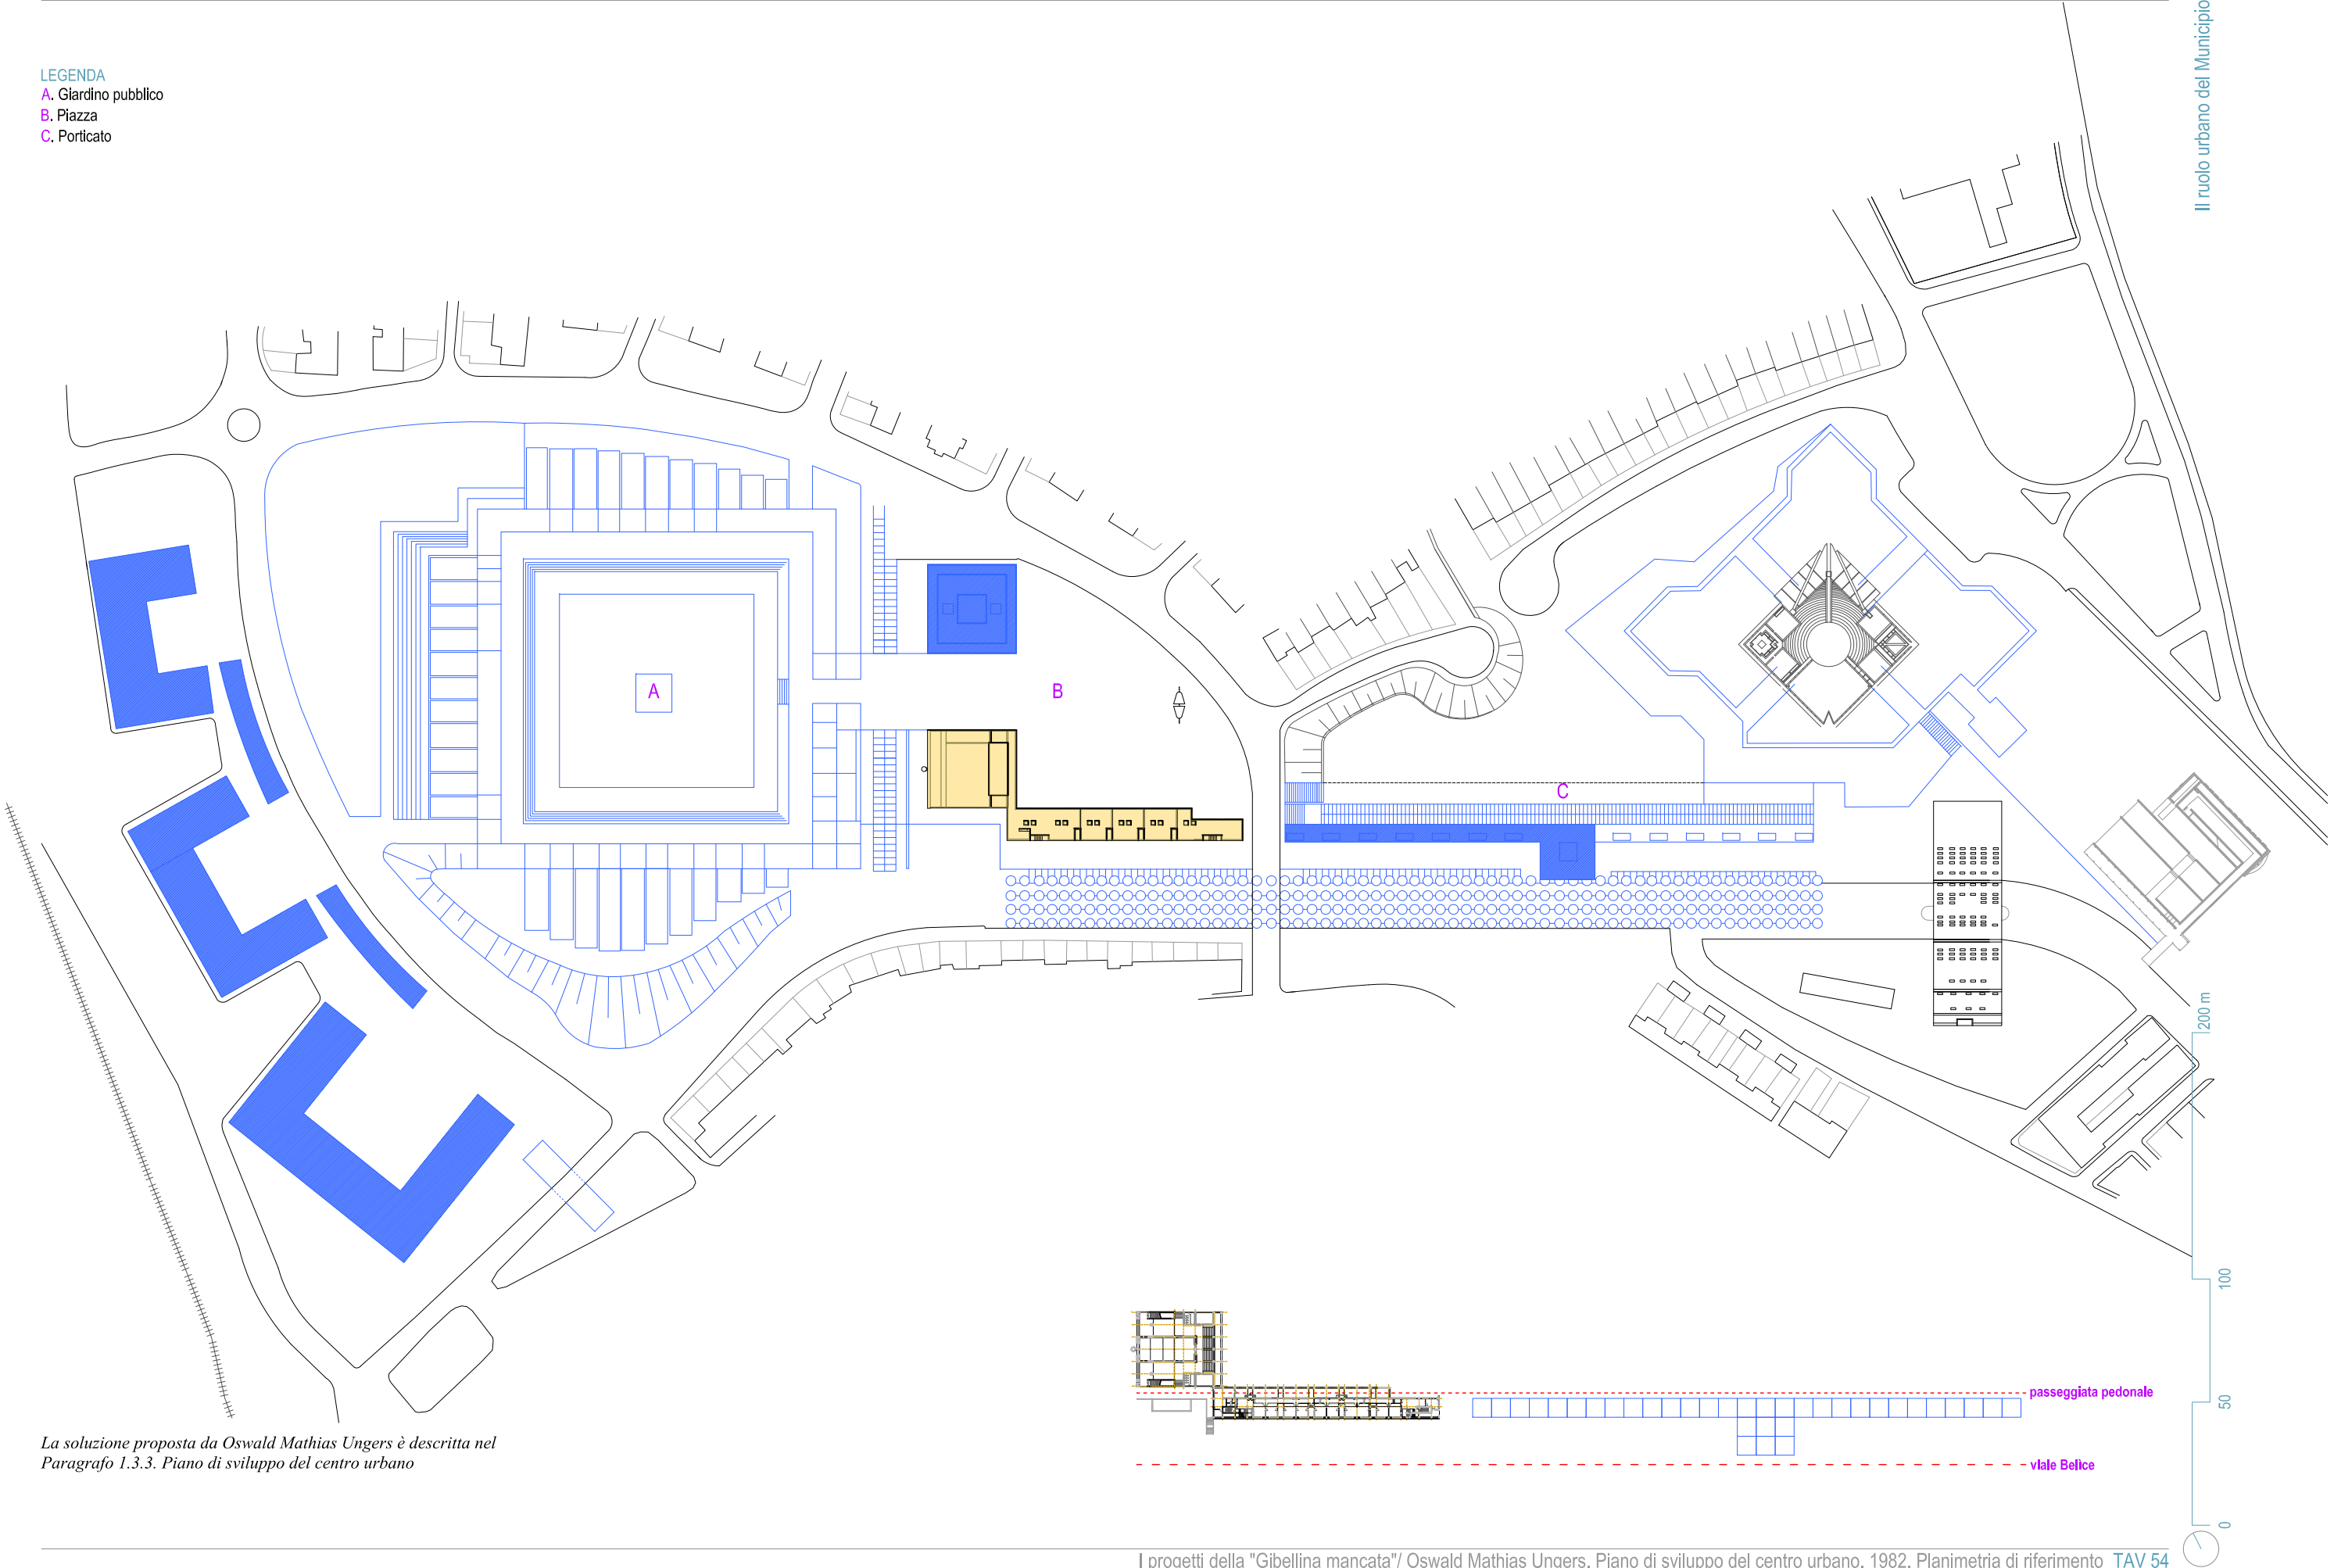 Il ruolo urbano del Municipio
LEGENDA
A. Giardino pubblico
B. Piazza
C. Porticato
A
B
C
200 m
100
50
0
passeggiata pedonale
viale Belice
La soluzione proposta da Oswald Mathias Ungers è descritta nel
Paragrafo 1.3.3. Piano di sviluppo del centro urbano
I progetti della "Gibellina mancata"/ Oswald Mathias Ungers, Piano di sviluppo del centro urbano, 1982. Planimetria di riferimento TAV 54